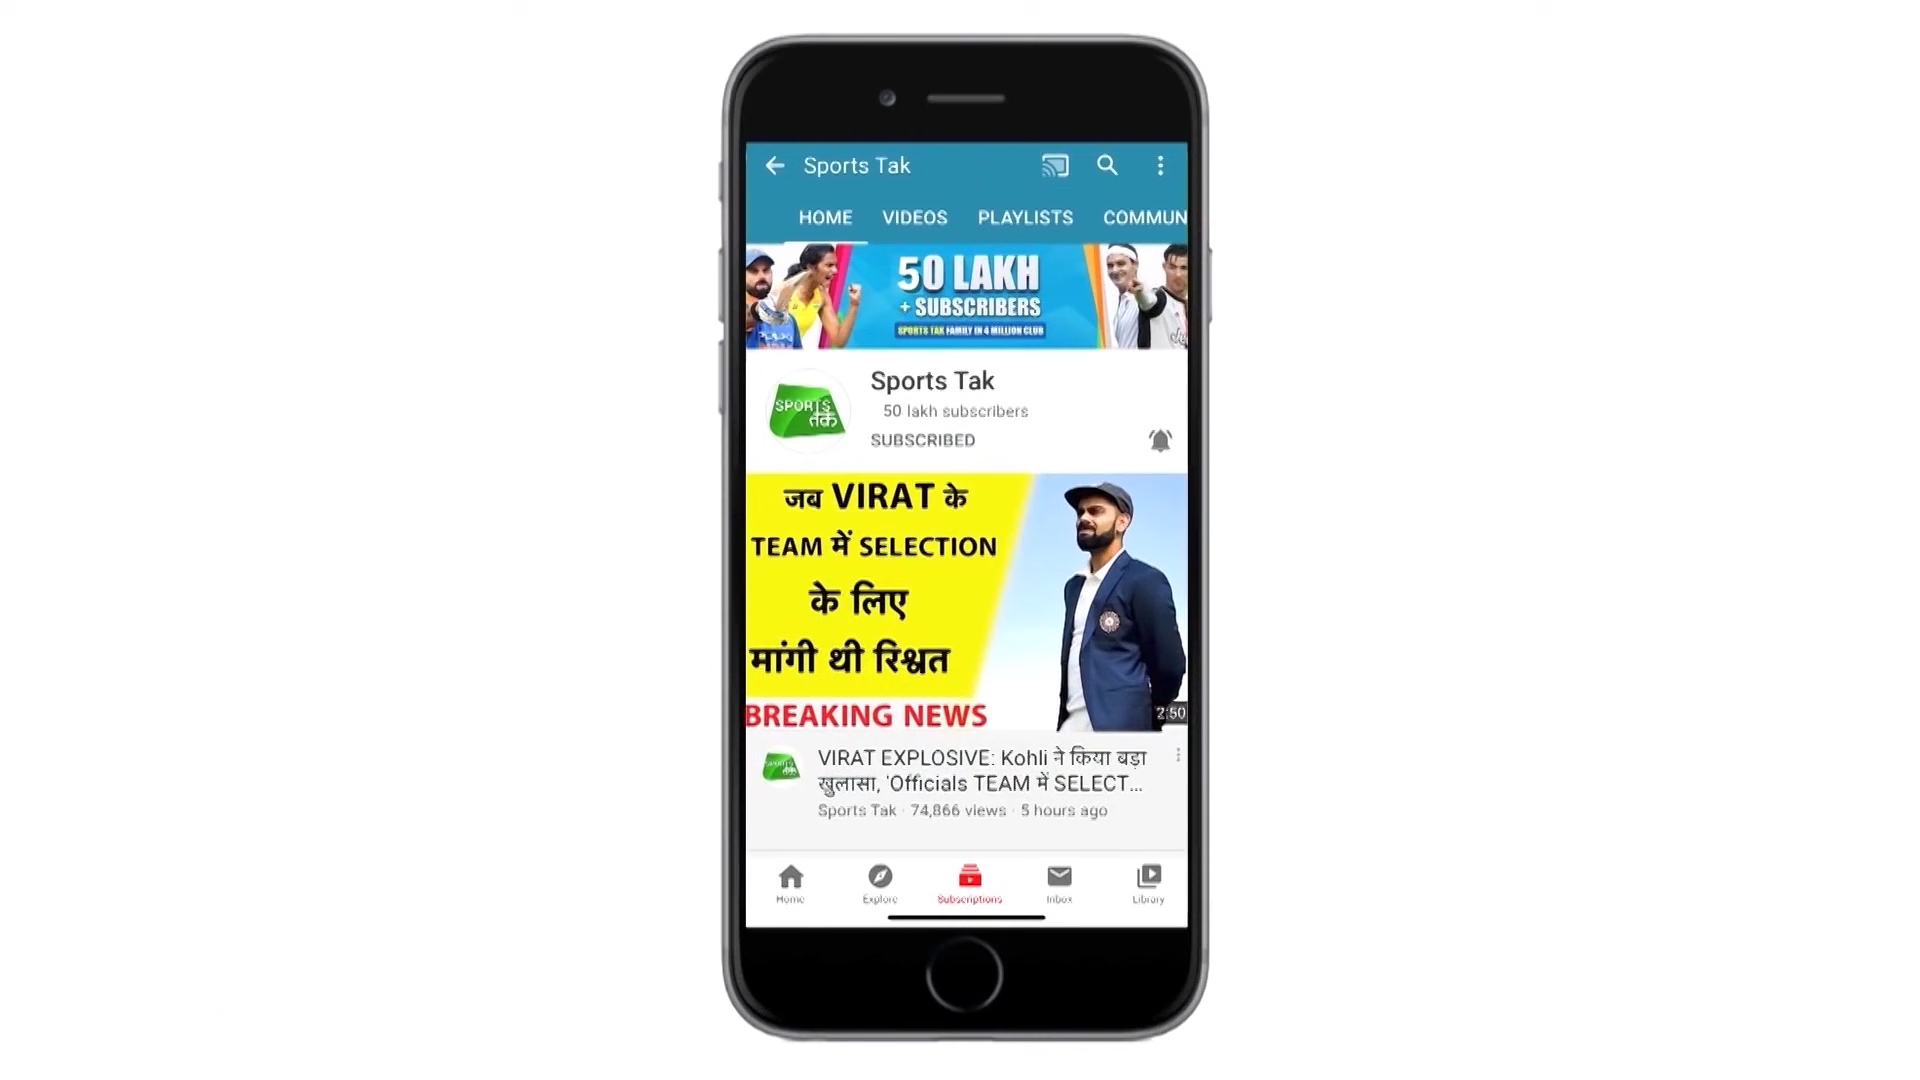 Sports Tak
HOME VIDEOS PLAYLISTS COMMUN
50 LAKH
+ SUBSCRIBERS
SPORTS TAK FAMILY IN 4 MILLION CLUB
SPORTS
तक
Sports Tak
50 lakh subscribers
SUBSCRIBED
जब VIRAT के
TEAM में SELECTION
के लिए
मांगी थी रिश्वत
BREAKING NEWS
2:50
VIRAT EXPLOSIVE: Kohli ने किया बड़ा
खुलासा, 'Officials TEAM में SELECT...
Sports Tak · 74,866 views · 5 hours ago
Home Explore Subscriptions Inbox Library